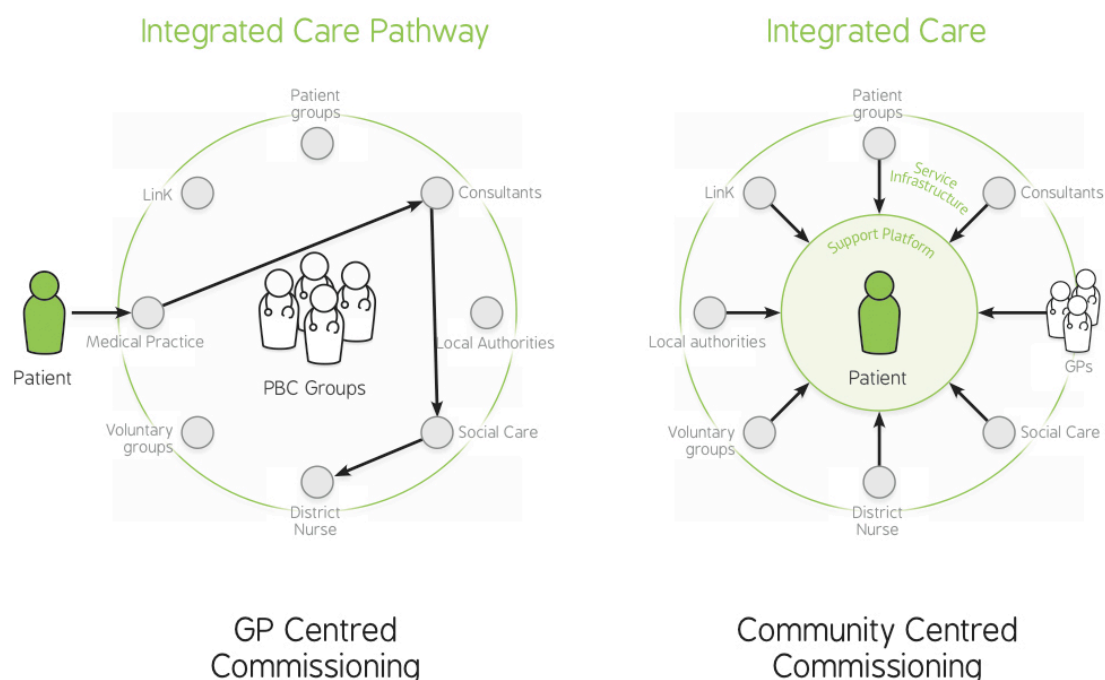 Integrated Care Pathway
Patient
groups
LinK
Consultants
Medical Practice
Local Authorities
Patient
PBC Groups
Voluntary
groups
Social Care
District
Nurse
GP Centred
Commissioning
Integrated Care
Patient
groups
Service
Infrastructure
LinK
Consultants
Support Platform
Local authorities
Patient
GPs
Voluntary
groups
Social Care
District
Nurse
Community Centred
Commissioning